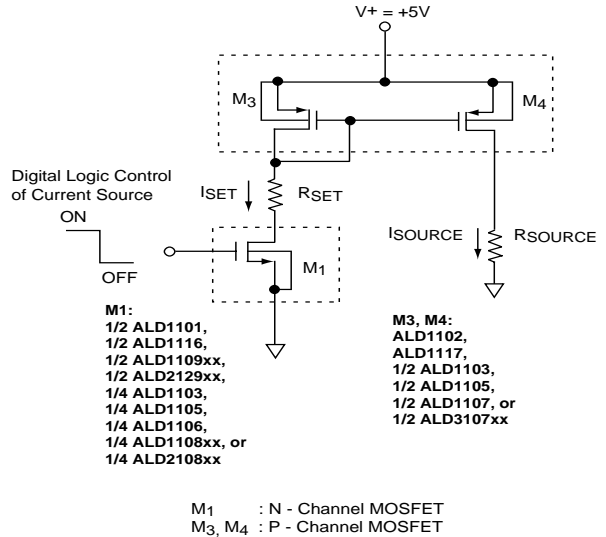 V+ = +5V
M3
M4
Digital Logic Control
of Current Source
ON
OFF
ISET
RSET
ISOURCE
RSOURCE
M1
M1:
1/2 ALD1101,
1/2 ALD1116,
1/2 ALD1109xx,
1/2 ALD2129xx,
1/4 ALD1103,
1/4 ALD1105,
1/4 ALD1106,
1/4 ALD1108xx, or
1/4 ALD2108xx
M3, M4:
ALD1102,
ALD1117,
1/2 ALD1103,
1/2 ALD1105,
1/2 ALD1107, or
1/2 ALD3107xx
M1 : N - Channel MOSFET
M3, M4 : P - Channel MOSFET